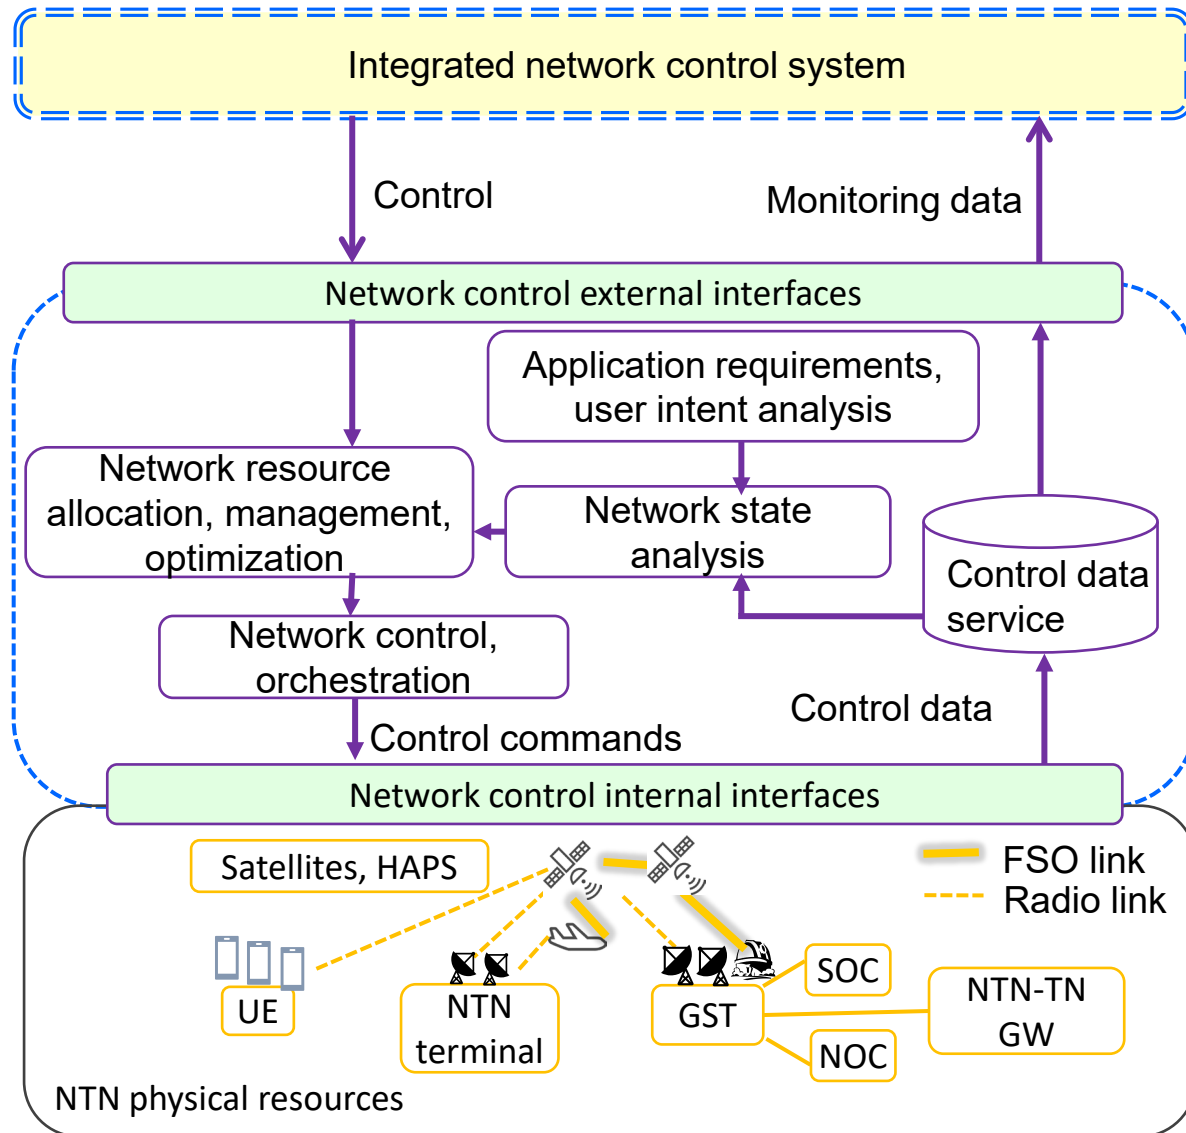 Integrated network control system
Control
Monitoring data
Network control external interfaces
Application requirements,
user intent analysis
Network resource
allocation, management,
optimization
Network state
analysis
Control data
service
Network control,
orchestration
Control data
Control commands
Network control internal interfaces
Satellites, HAPS
FSO link
Radio link
UE
NTN
terminal
GST
SOC
NOC
NTN-TN
GW
NTN physical resources